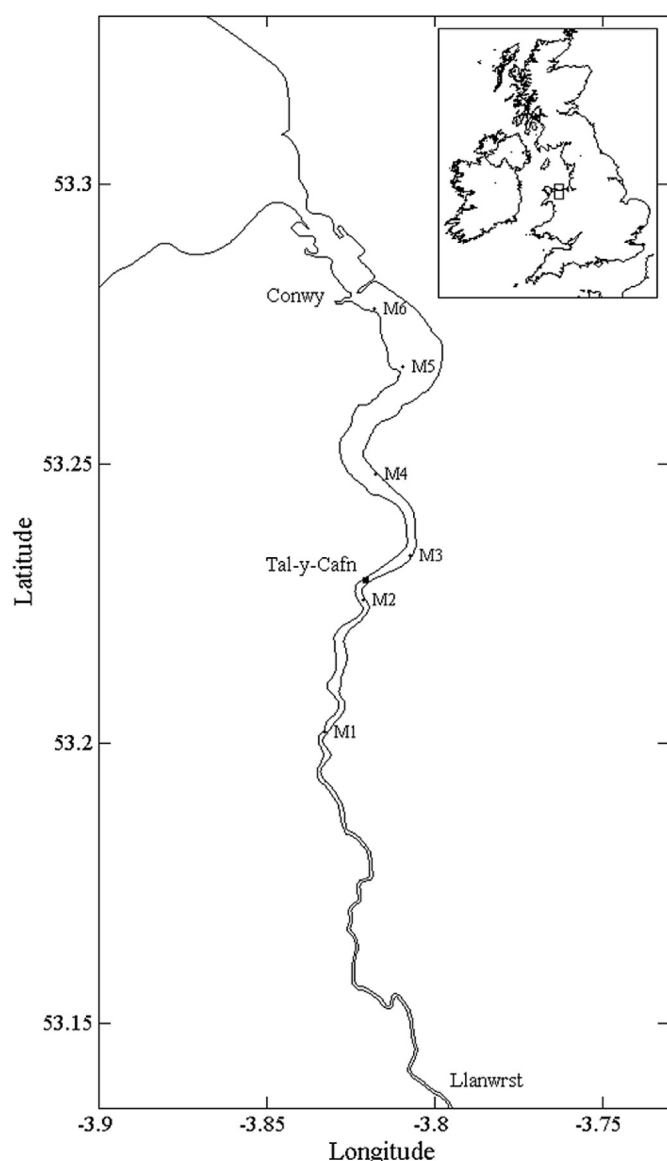 53.3
Conwy
M6
M5
53.25
M4
Tal-y-Cafn
M3
M2
Latitude
53.2
M1
53.15
Llanwrst
-3.9
-3.85
-3.8
-3.75
Longitude